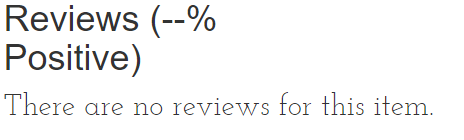 Reviews (--%
Positive)
There are no reviews for this item.